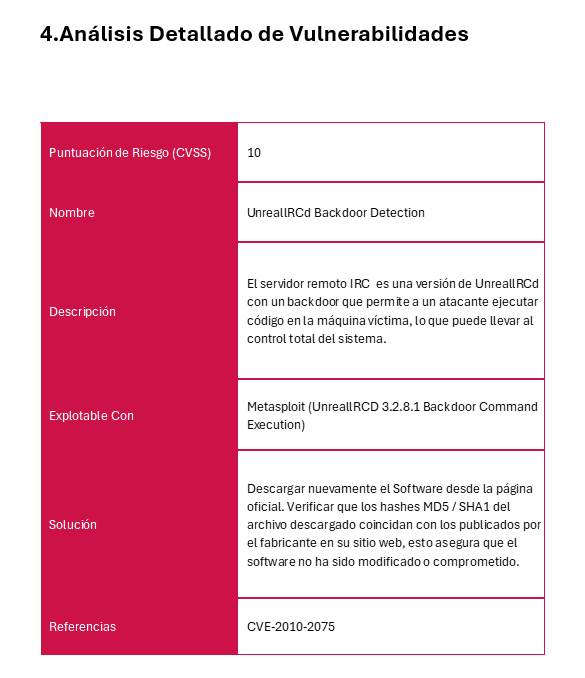 4.Análisis Detallado de Vulnerabilidades
Puntuación de Riesgo (CVSS)
10
Nombre
UnrealIRCd Backdoor Detection
Descripción
El servidor remoto IRC es una versión de UnrealIRCd
con un backdoor que permite a un atacante ejecutar
código en la máquina víctima, lo que puede llevar al
control total del sistema.
Explotable Con
Metasploit (UnrealIRCD 3.2.8.1 Backdoor Command
Execution)
Solución
Descargar nuevamente el Software desde la página
oficial. Verificar que los hashes MD5 / SHA1 del
archivo descargado coincidan con los publicados por
el fabricante en su sitio web, esto asegura que el
software no ha sido modificado o comprometido.
Referencias
CVE-2010-2075